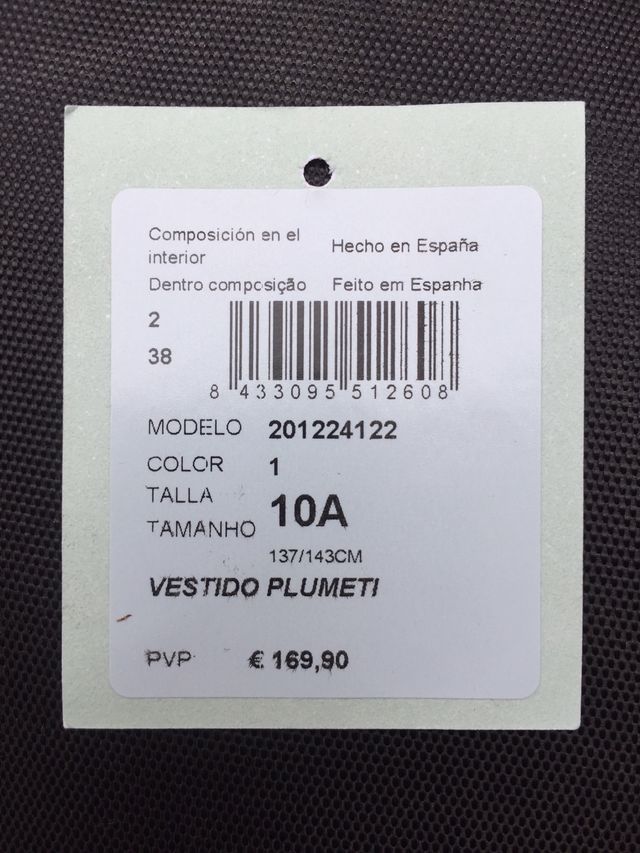 Composición en el interior
Hecho en España
Dentro composição
Feito em Espanha
2
38
8 433095 512608
MODELO 201224122
COLOR 1
TALLA
TAMANHO 10A
137/143CM
VESTIDO PLUMETI
PVP € 169,90